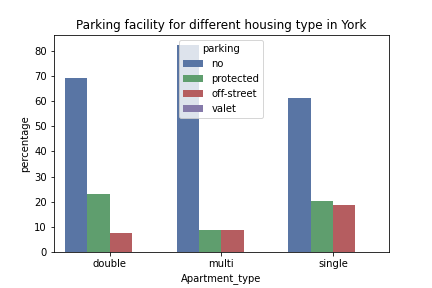 Parking facility for different housing type in York
parking
no
protected
off-street
valet
80
70
60
50
40
30
20
10
0
percentage
double multi single
Apartment_type